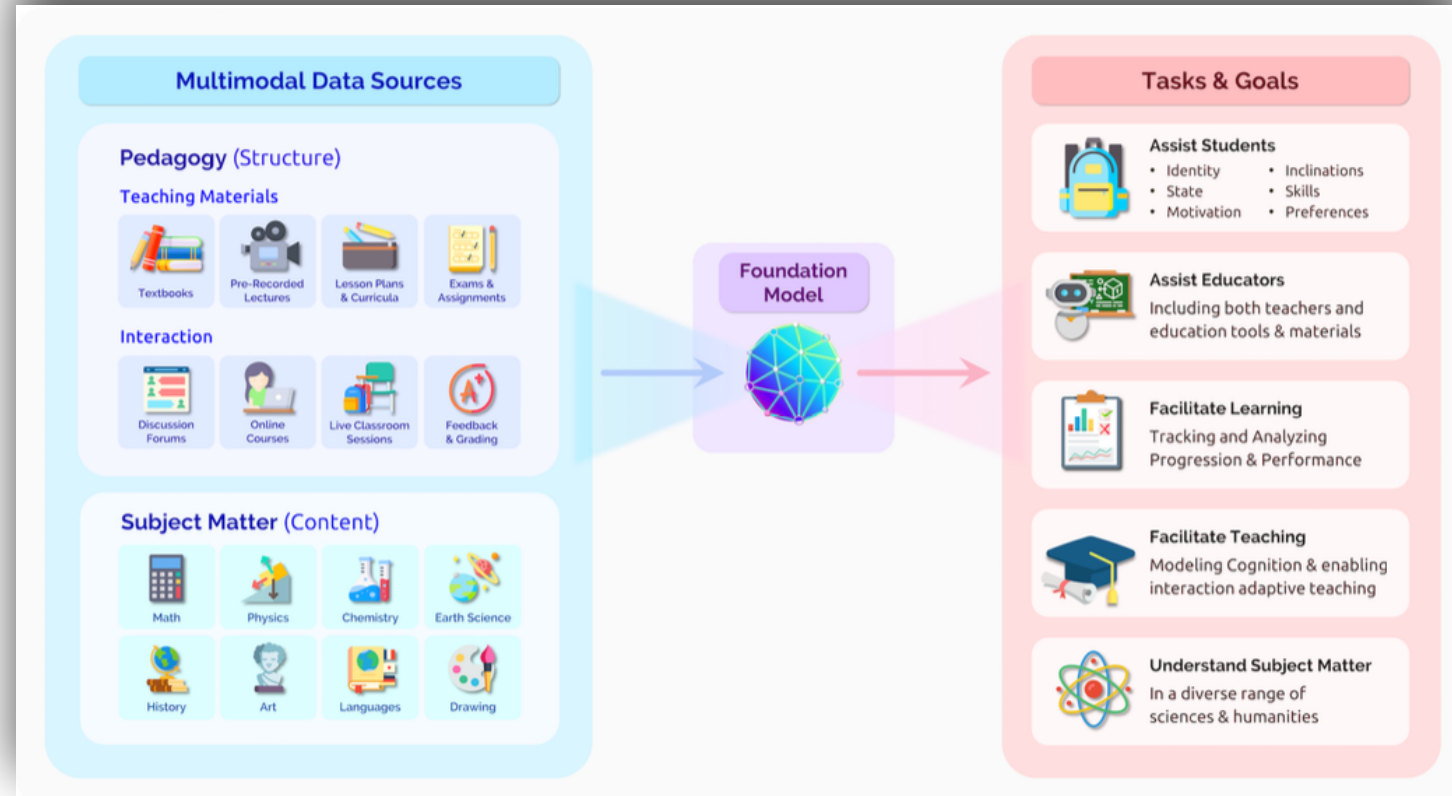 Multimodal Data Sources
Pedagogy (Structure)
Teaching Materials
Textbooks
Pre-Recorded
Lectures
Lesson Plans
& Curricula
Exams &
Assignments
Interaction
Discussion
Forums
Online
Courses
Live Classroom
Sessions
A+
Feedback
& Grading
Subject Matter (Content)
Math
Physics
Chemistry
Earth Science
History
Art
Languages
Drawing
Foundation
Model
Tasks & Goals
Assist Students
• Identity
• State
• Motivation
• Inclinations
• Skills
• Preferences
Assist Educators
Including both teachers and
education tools & materials
Facilitate Learning
Tracking and Analyzing
Progression & Performance
Facilitate Teaching
Modeling Cognition & enabling
interaction adaptive teaching
Understand Subject Matter
In a diverse range of
sciences & humanities